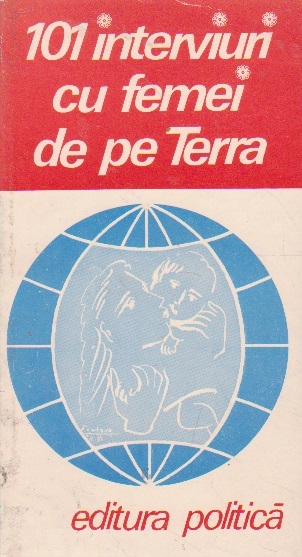 101 interviuri
cu femei
de pe Terra
editura politică